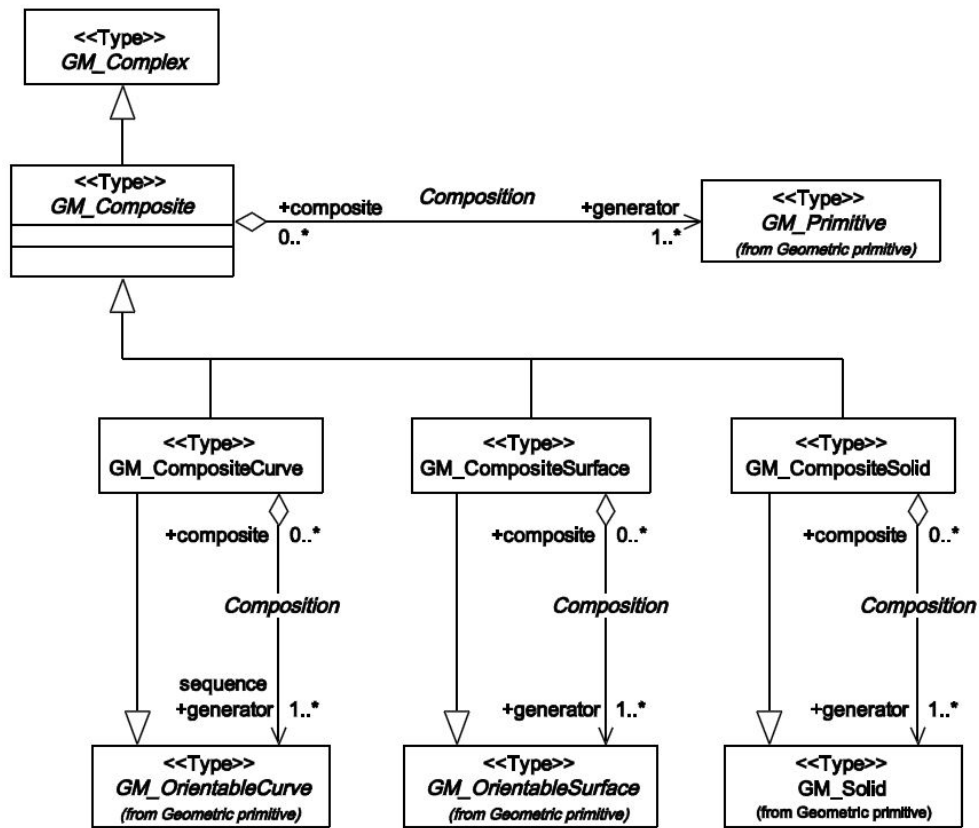 <<Type>>
GM_Complex
<<Type>>
GM_Composite
+composite
0..*
Composition
+generator
1..*
<<Type>>
GM_Primitive
(from Geometric primitive)
<<Type>>
GM_CompositeCurve
<<Type>>
GM_CompositeSurface
<<Type>>
GM_CompositeSolid
+composite 0..*
+composite 0..*
+composite 0..*
Composition
Composition
Composition
sequence
+generator 1..*
+generator 1..*
+generator 1..*
<<Type>>
GM_OrientableCurve
(from Geometric primitive)
<<Type>>
GM_OrientableSurface
(from Geometric primitive)
<<Type>>
GM_Solid
(from Geometric primitive)